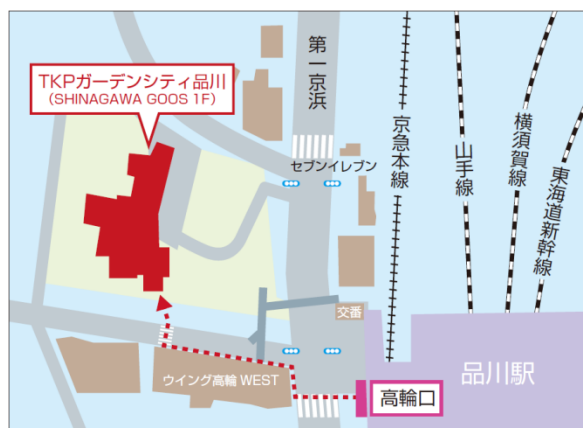 TKPガーデンシティ品川
（SHINAGAWA GOOS 1F）
第一京浜
セブンイレブン
京急本線
山手線
横須賀線
東海道新幹線
交番
ウイング高輪 WEST
高輪口
品川駅